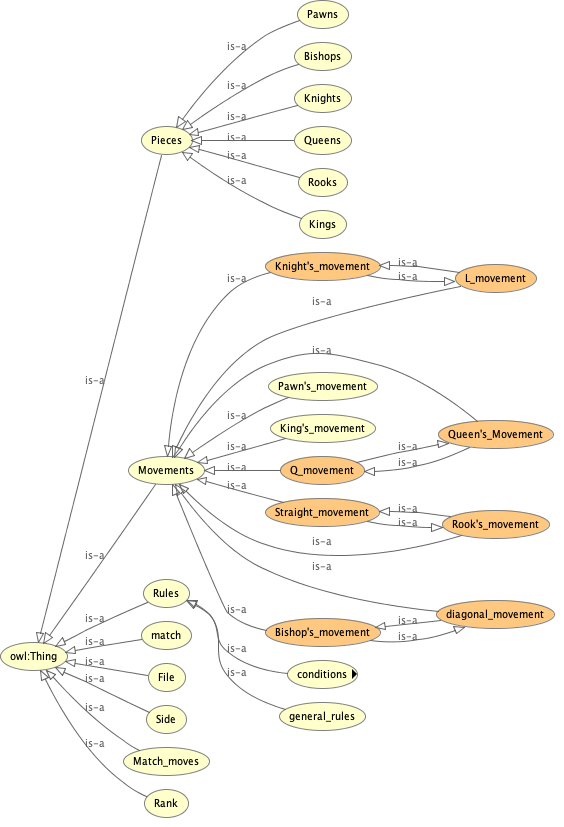 Pawns
is-a
Bishops
is-a
Knights
is-a
Pieces
is-a
Queens
is-a
Rooks
is-a
Kings
Knight's_movement
is-a
is-a
is-a
L_movement
is-a
is-a
is-a
Pawn's_movement
is-a
King's_movement
Queen's_Movement
is-a
is-a
is-a
Movements
is-a
Q_movement
is-a
Straight_movement
is-a
is-a
Rook's_movement
is-a
is-a
is-a
Rules
is-a
diagonal_movement
is-a
is-a
Bishop's_movement
is-a
match
is-a
owl:Thing
is-a
is-a
File
conditions
is-a
is-a
Side
general_rules
is-a
Match_moves
is-a
Rank